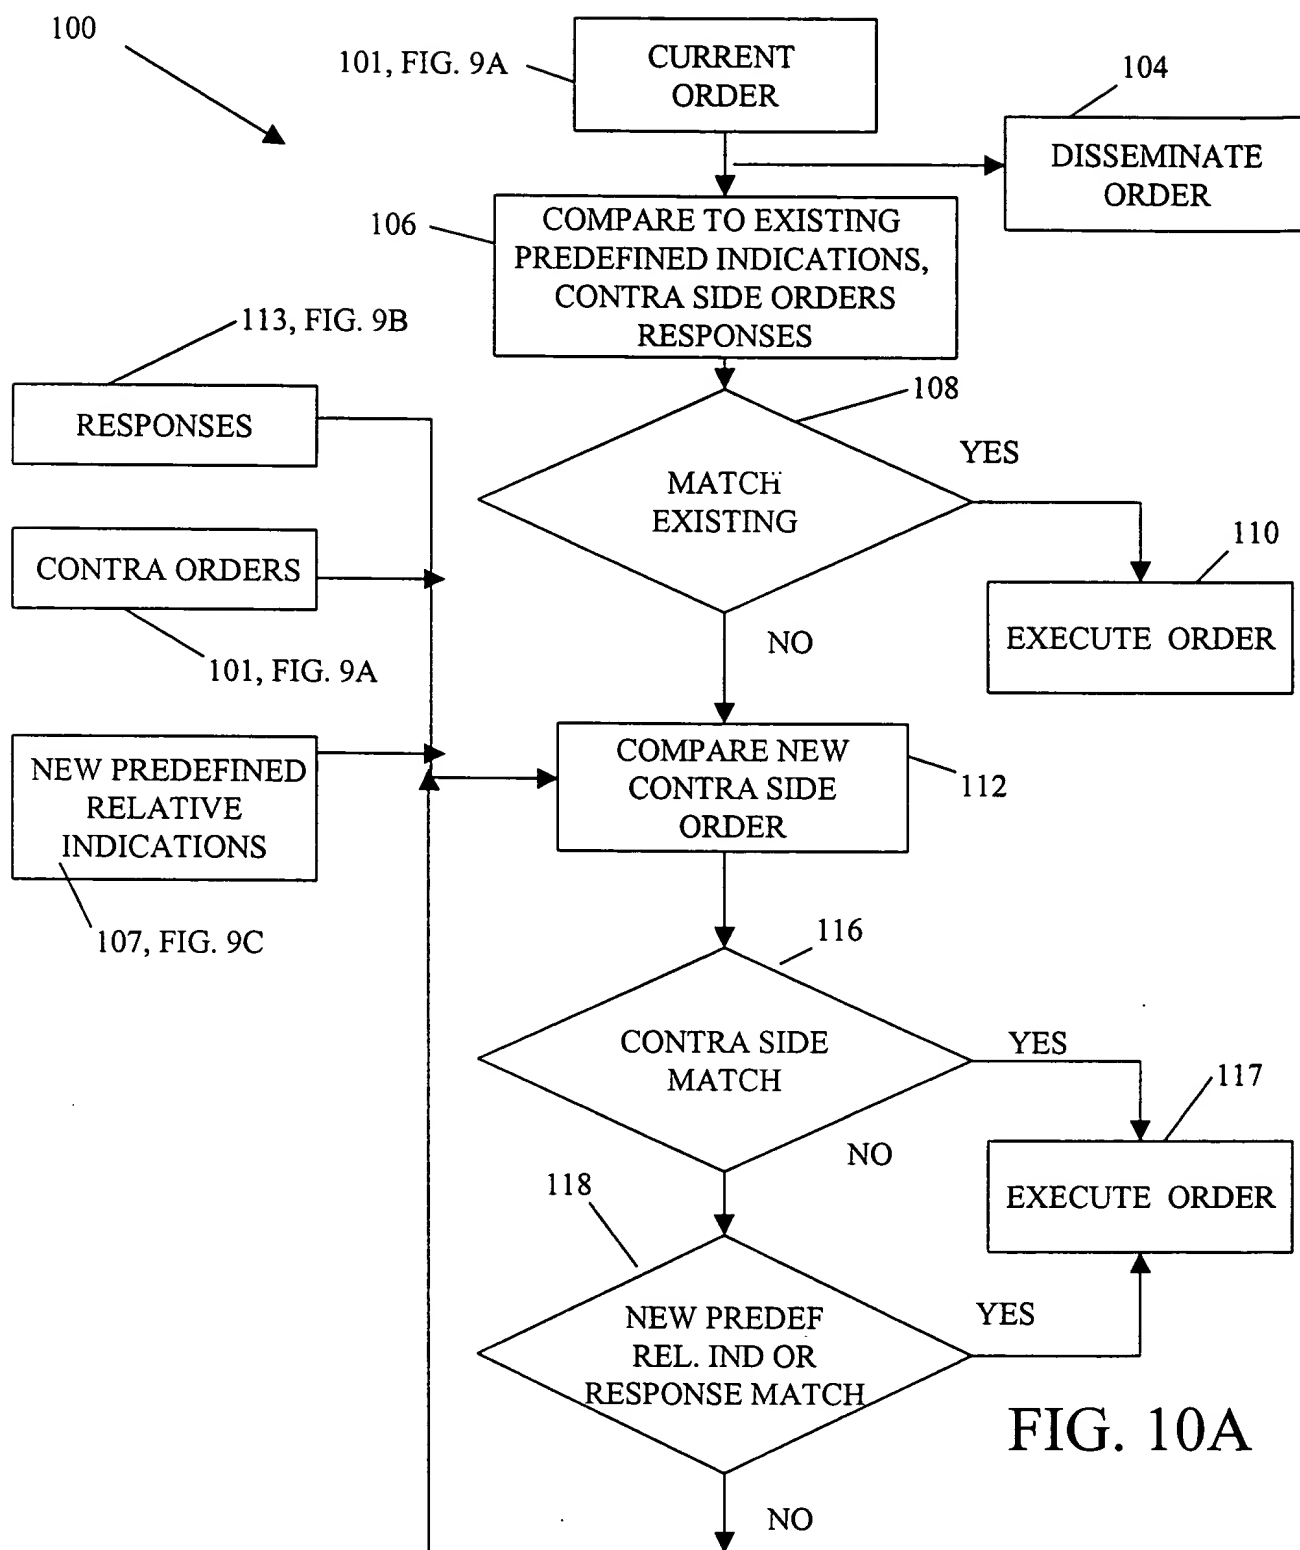 100
101, FIG. 9A
CURRENT
ORDER
104
DISSEMINATE
ORDER
106
COMPARE TO EXISTING
PREDEFINED INDICATIONS,
CONTRA SIDE ORDERS
RESPONSES
113, FIG. 9B
RESPONSES
108
YES
MATCH
EXISTING
CONTRA ORDERS
110
EXECUTE ORDER
101, FIG. 9A
NO
NEW PREDEFINED
RELATIVE
INDICATIONS
COMPARE NEW
CONTRA SIDE
ORDER
112
107, FIG. 9C
116
CONTRA SIDE
MATCH
YES
117
NO
EXECUTE ORDER
118
NEW PREDEF
REL. IND OR
RESPONSE MATCH
YES
FIG. 10A
NO